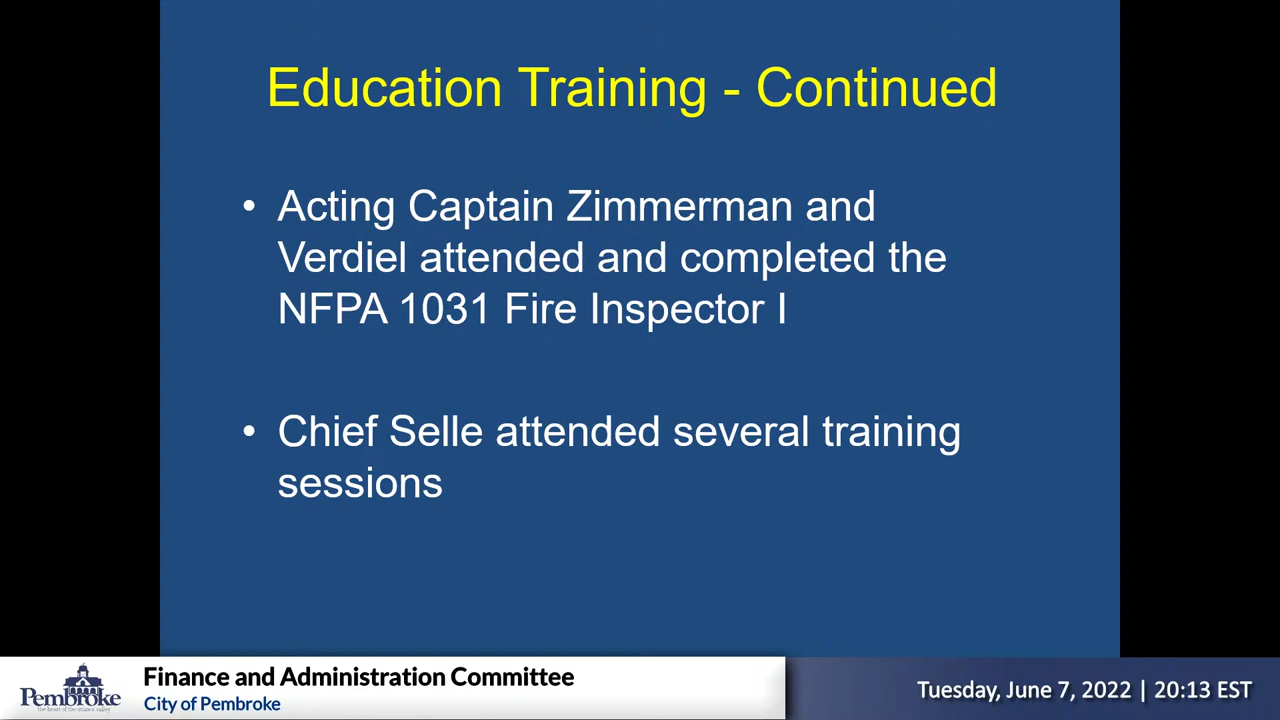 Education Training - Continued
• Acting Captain Zimmerman and
Verdiel attended and completed the
NFPA 1031 Fire Inspector I
• Chief Selle attended several training
sessions
Pembroke
Finance and Administration Committee
City of Pembroke
Tuesday, June 7, 2022 | 20:13 EST